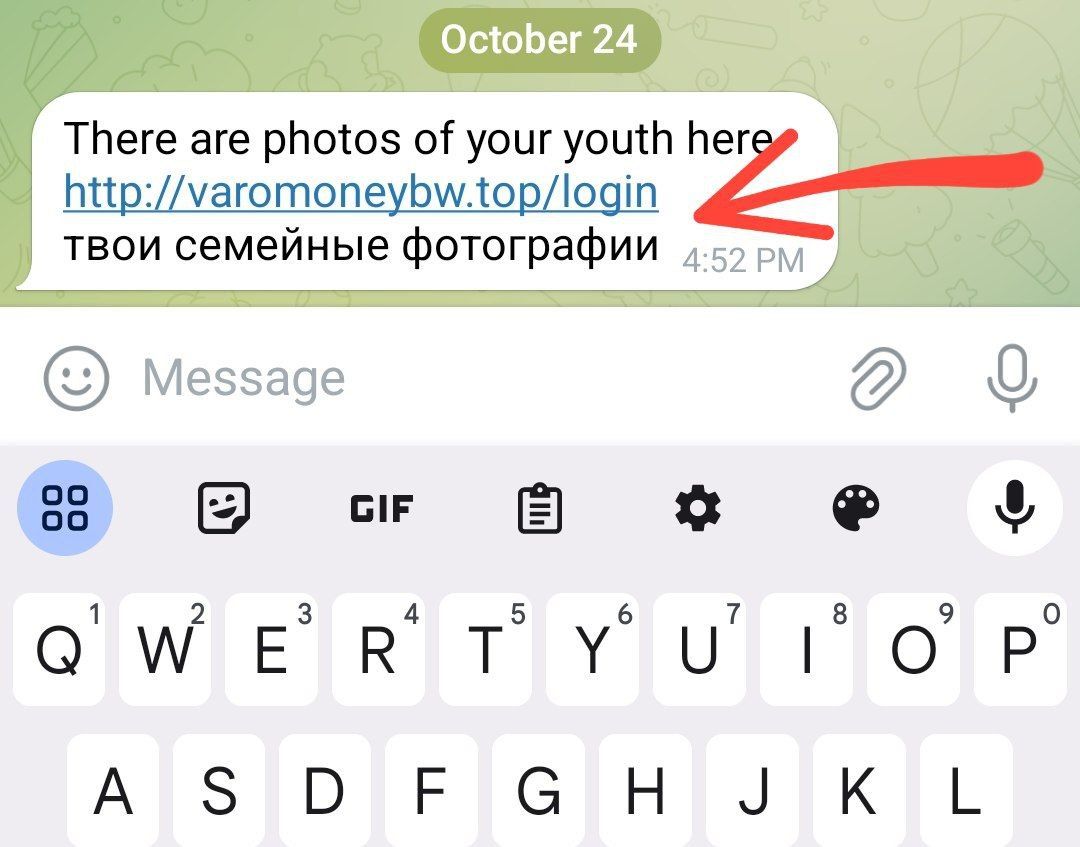 October 24
There are photos of your youth here
http://varomoneybw.top/login
твои семейные фотографии
4:52 PM
Message
GIF
1 2 3 4 5 6 7 8 9 0
Q W E R T Y U I O P
A S D F G H J K L